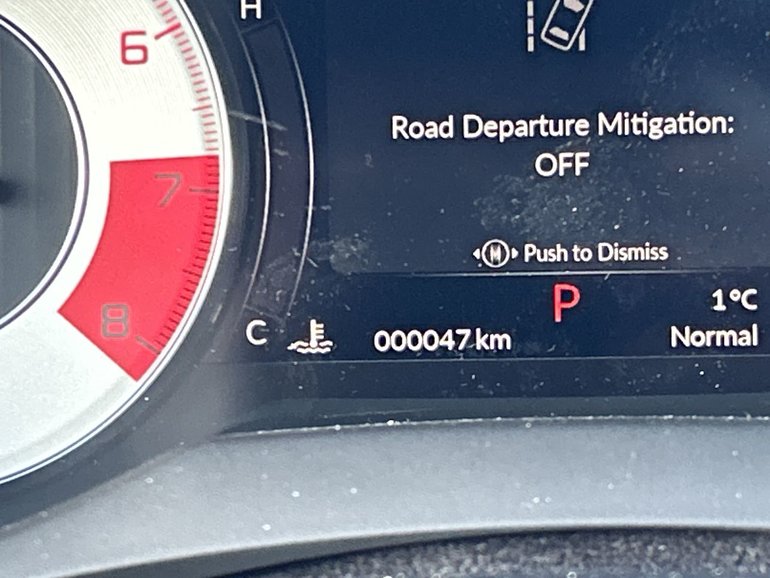 H
6
Road Departure Mitigation:
OFF
7
M Push to Dismiss
P
1°C
8
C
000047 km
Normal